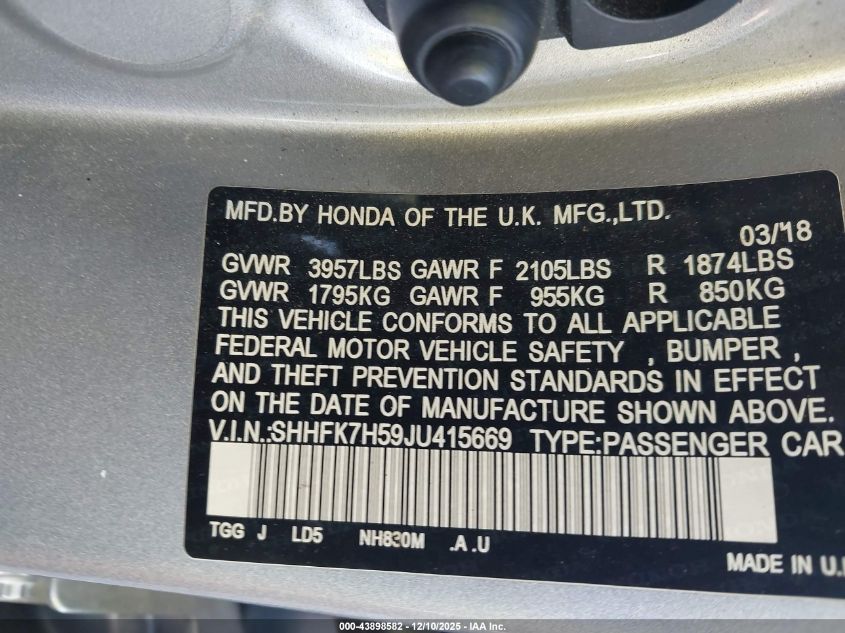 MFD.BY HONDA OF THE U.K. MFG.,LTD.
03/18
GVWR 3957LBS GAWR F 2105LBS R 1874LBS
GVWR 1795KG GAWR F 955KG R 850KG
THIS VEHICLE CONFORMS TO ALL APPLICABLE
FEDERAL MOTOR VEHICLE SAFETY , BUMPER ,
AND THEFT PREVENTION STANDARDS IN EFFECT
ON THE DATE OF MANUFACTURE SHOWN ABOVE.
V.I.N.:SHHFK7H59JU415669 TYPE:PASSENGER CAR
TGG J LD5 NH830M .A .U
MADE IN U.
000-43898582 — 12/10/2025 — IAA Inc.